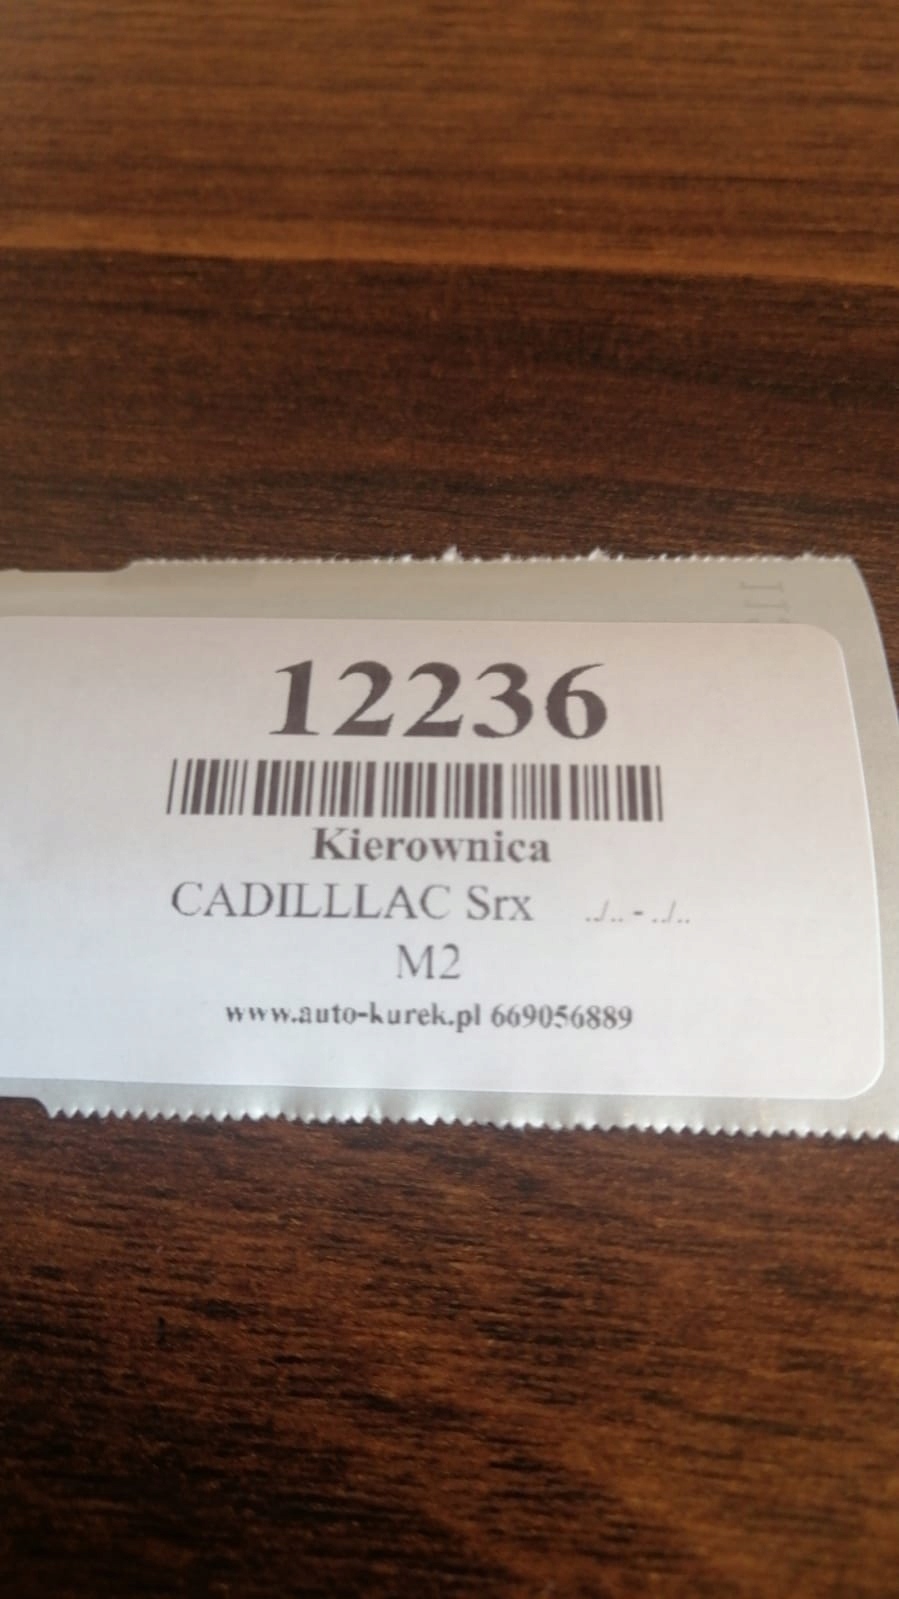 12236
Kierownica
CADILLLAC Srx ../.. - ../..
M2
www.auto-kurek.pl 669056889